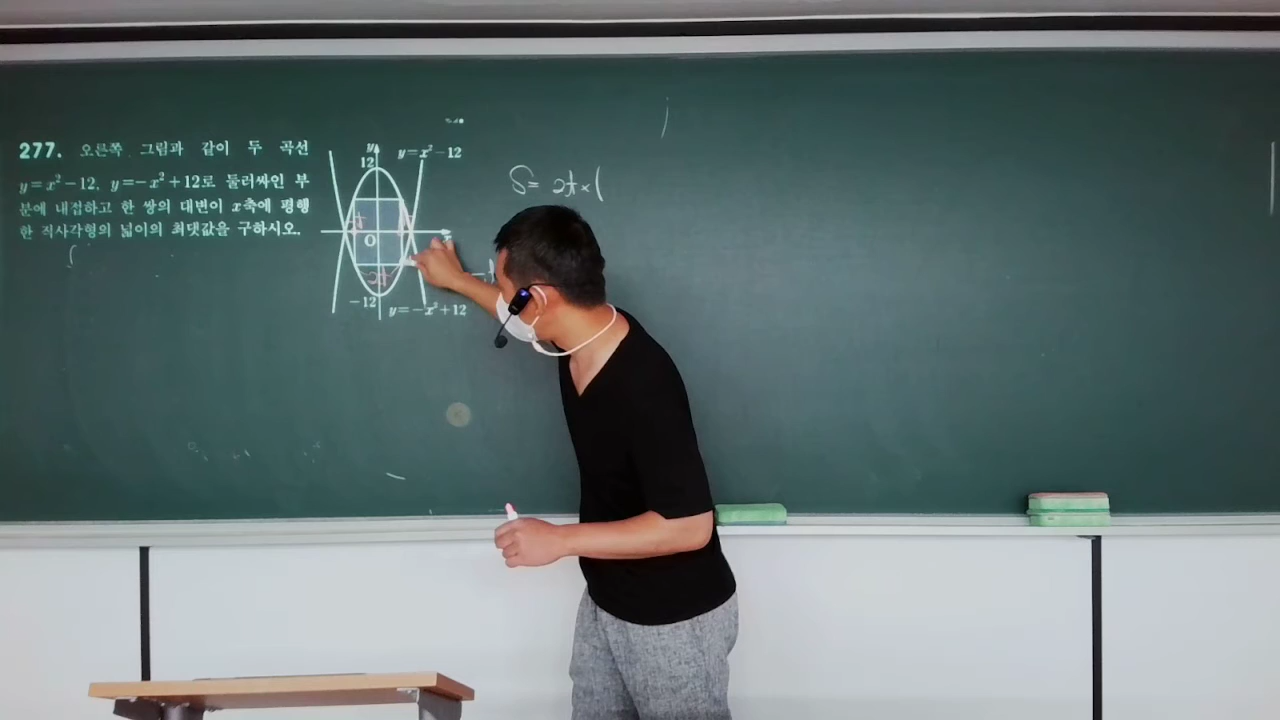 277. 오른쪽 그림과 같이 두 곡선
y=x²-12, y=-x²+12로 둘러싸인 부
분에 내접하고 한 쌍의 대변이 x축에 평행
한 직사각형의 넓이의 최댓값을 구하시오.
y
12
y=x²-12
O
x
2t
-12
y=-x²+12
S= 2t×(